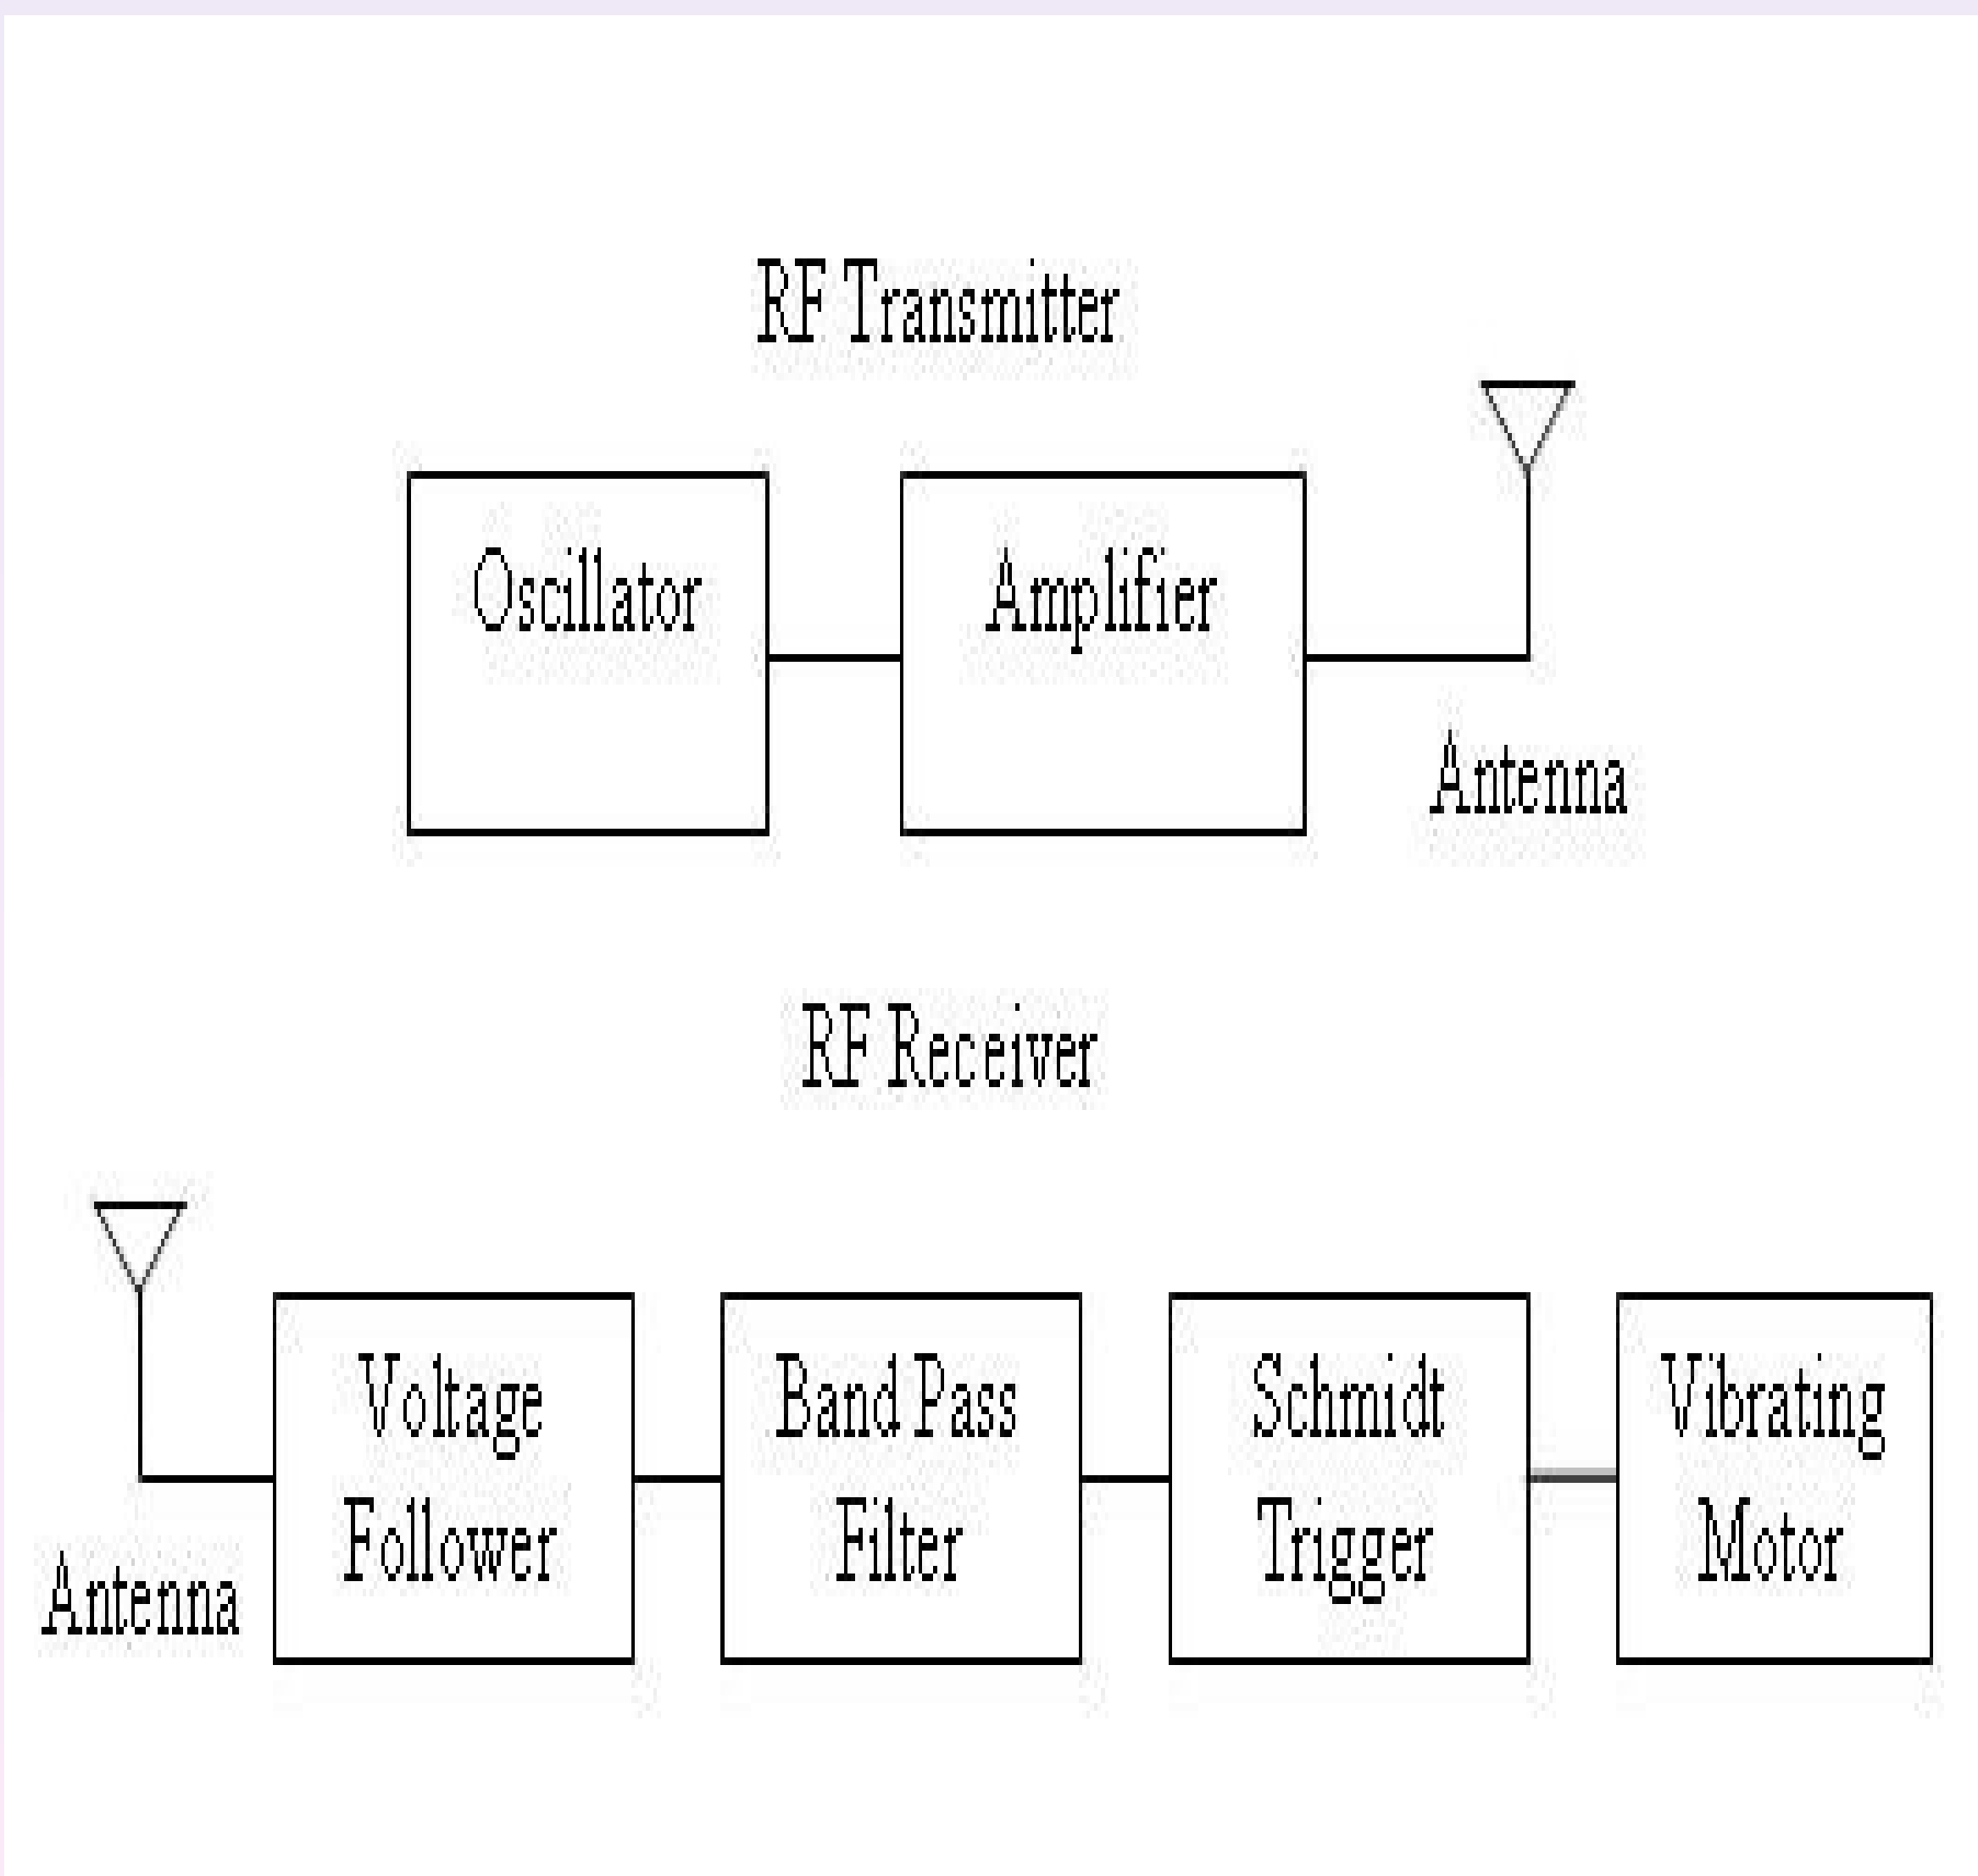 RF Transmitter
Oscillator
Amplifier
Antenna
RF Receiver
Voltage
Follower
Band Pass
Filter
Schmidt
Trigger
Vibrating
Motor
Antenna